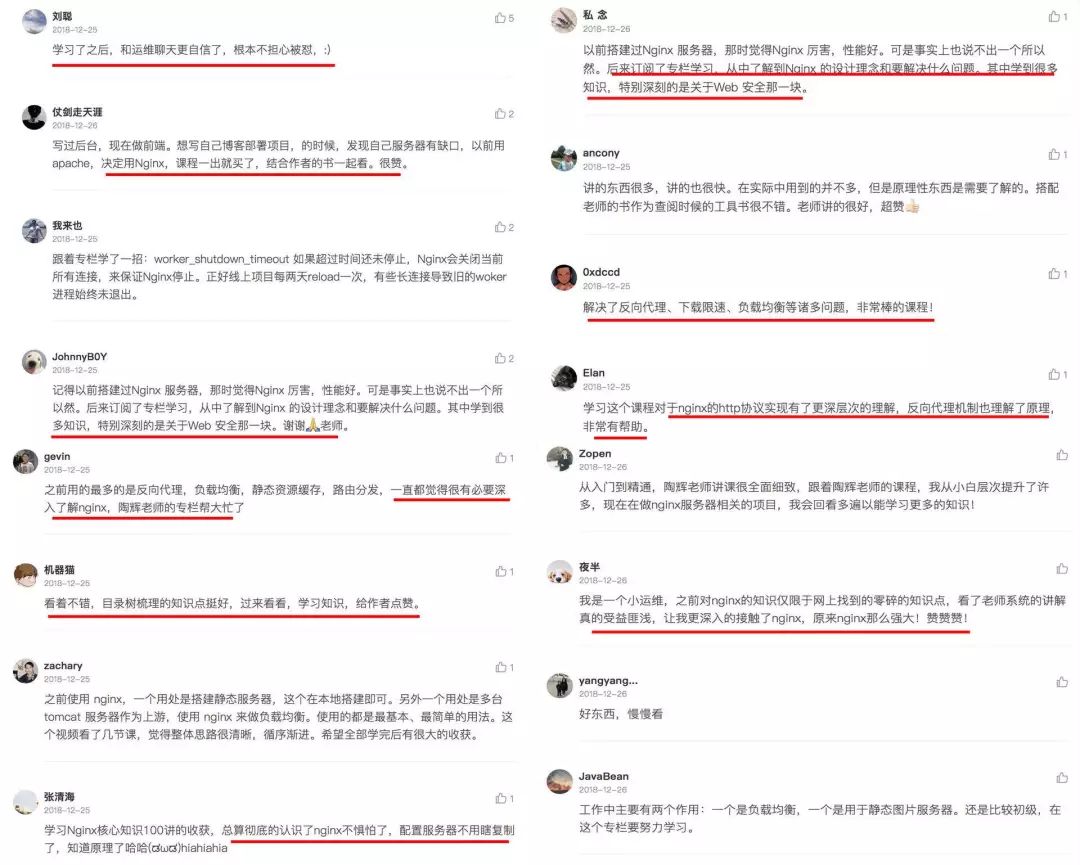 刘聪
5
2018-12-25
学习了之后，和运维聊天更自信了，根本不担心被怼，:)
仗剑走天涯
2
2018-12-26
写过后台，现在做前端。想写自己博客部署项目，的时候，发现自己服务器有缺口，以前用
apache，决定用Nginx，课程一出就买了，结合作者的书一起看。很赞。
我来也
2
2018-12-25
跟着专栏学了一招：worker_shutdown_timeout 如果超过时间还未停止，Nginx会关闭当前
所有连接，来保证Nginx停止。正好线上项目每两天reload一次，有些长连接导致旧的woker
进程始终未退出。
JohnnyB0Y
2
2018-12-25
记得以前搭建过Nginx 服务器，那时觉得Nginx 厉害，性能好。可是事实上也说不出一个所
以然。后来订阅了专栏学习，从中了解到Nginx 的设计理念和要解决什么问题。其中学到很
多知识，特别深刻的是关于Web 安全那一块。谢谢🙏老师。
gevin
1
2018-12-25
之前用的最多的是反向代理，负载均衡，静态资源缓存，路由分发，一直都觉得很有必要深
入了解nginx，陶辉老师的专栏帮大忙了
机器猫
1
2018-12-25
看着不错，目录树梳理的知识点挺好，过来看看，学习知识，给作者点赞。
zachary
1
2018-12-25
之前使用 nginx，一个用处是搭建静态服务器，这个在本地搭建即可。另外一个用处是多台
tomcat 服务器作为上游，使用 nginx 来做负载均衡。使用的都是最基本、最简单的用法。这
个视频看了几节课，觉得整体思路很清晰，循序渐进。希望全部学完后有很大的收获。
张清海
1
2018-12-25
学习Nginx核心知识100讲的收获，总算彻底的认识了nginx不惧怕了，配置服务器不用瞎复制
了，知道原理了哈哈(ಡωಡ)hiahiahia
私 念
1
2018-12-26
以前搭建过Nginx 服务器，那时觉得Nginx 厉害，性能好。可是事实上也说不出一个所以
然。后来订阅了专栏学习，从中了解到Nginx 的设计理念和要解决什么问题。其中学到很多
知识，特别深刻的是关于Web 安全那一块。
ancony
1
2018-12-25
讲的东西很多，讲的也很快。在实际中用到的并不多，但是原理性东西是需要了解的。搭配
老师的书作为查阅时候的工具书很不错。老师讲的很好，超赞👍🏻
0xdccd
1
2018-12-25
解决了反向代理、下载限速、负载均衡等诸多问题，非常棒的课程！
Elan
1
2018-12-25
学习这个课程对于nginx的http协议实现有了更深层次的理解，反向代理机制也理解了原理，
非常有帮助。
Zopen
2018-12-26
从入门到精通，陶辉老师讲课很全面细致，跟着陶辉老师的课程，我从小白层次提升了许
多，现在在做nginx服务器相关的项目，我会回看多遍以能学习更多的知识！
夜半
2018-12-26
我是一个小运维，之前对nginx的知识仅限于网上找到的零碎的知识点，看了老师系统的讲解
真的受益匪浅，让我更深入的接触了nginx，原来nginx那么强大！赞赞赞！
yangyang...
2018-12-26
好东西，慢慢看
JavaBean
2018-12-26
工作中主要有两个作用：一个是负载均衡，一个是用于静态图片服务器。还是比较初级，在
这个专栏要努力学习。